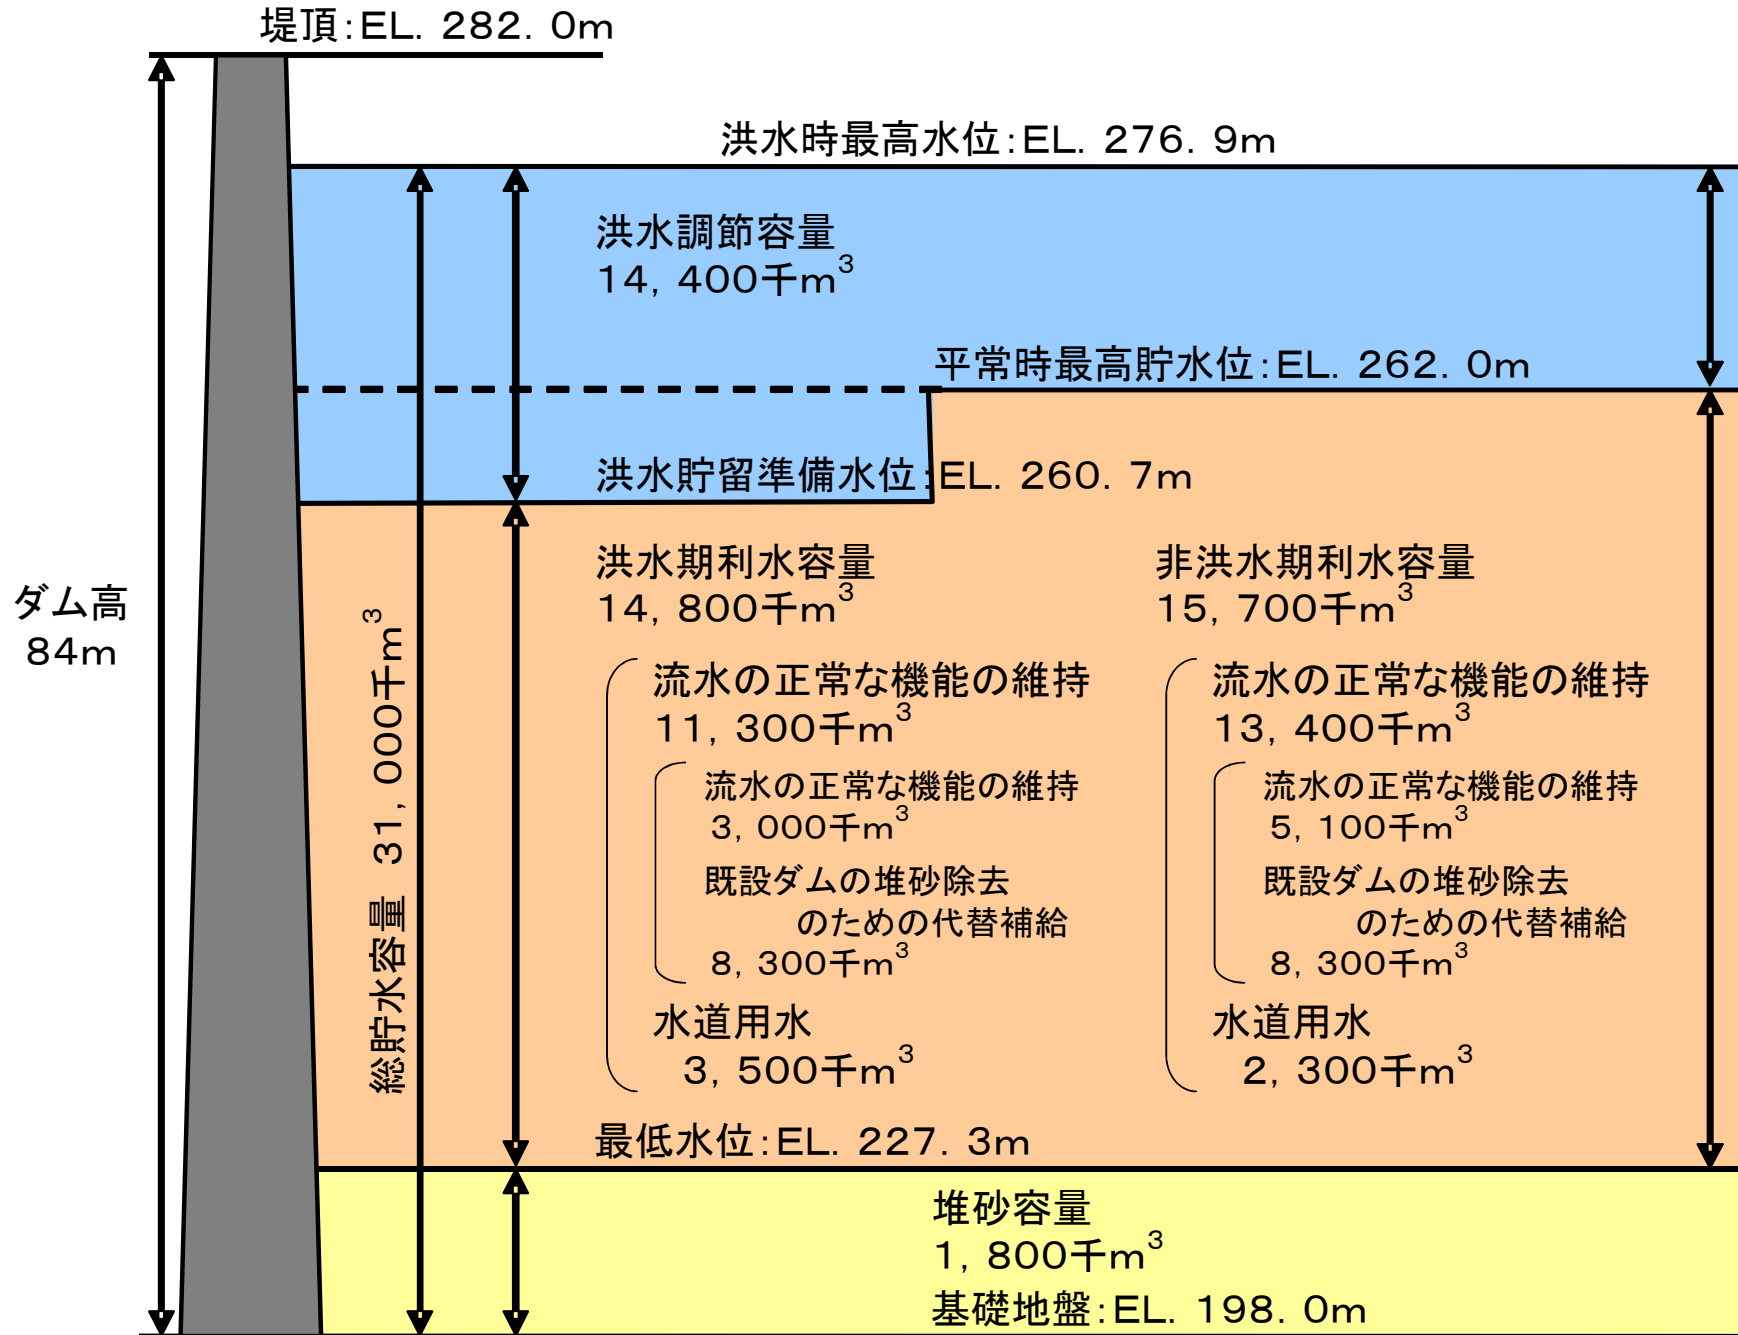 堤頂:EL. 282. 0m
洪水時最高水位:EL. 276. 9m
洪水調節容量
14, 400千m³
平常時最高貯水位:EL. 262. 0m
洪水貯留準備水位:EL. 260. 7m
ダム高
84m
総貯水容量 31, 000千m³
洪水期利水容量
14, 800千m³
流水の正常な機能の維持
11, 300千m³
流水の正常な機能の維持
3, 000千m³
既設ダムの堆砂除去
のための代替補給
8, 300千m³
水道用水
3, 500千m³
非洪水期利水容量
15, 700千m³
流水の正常な機能の維持
13, 400千m³
流水の正常な機能の維持
5, 100千m³
既設ダムの堆砂除去
のための代替補給
8, 300千m³
水道用水
2, 300千m³
最低水位:EL. 227. 3m
堆砂容量
1, 800千m³
基礎地盤:EL. 198. 0m